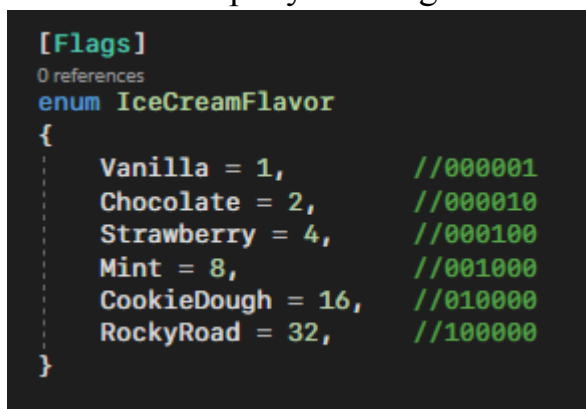 [Flags]
0 references
enum IceCreamFlavor
{
Vanilla = 1, //000001
Chocolate = 2, //000010
Strawberry = 4, //000100
Mint = 8, //001000
CookieDough = 16, //010000
RockyRoad = 32, //100000
}